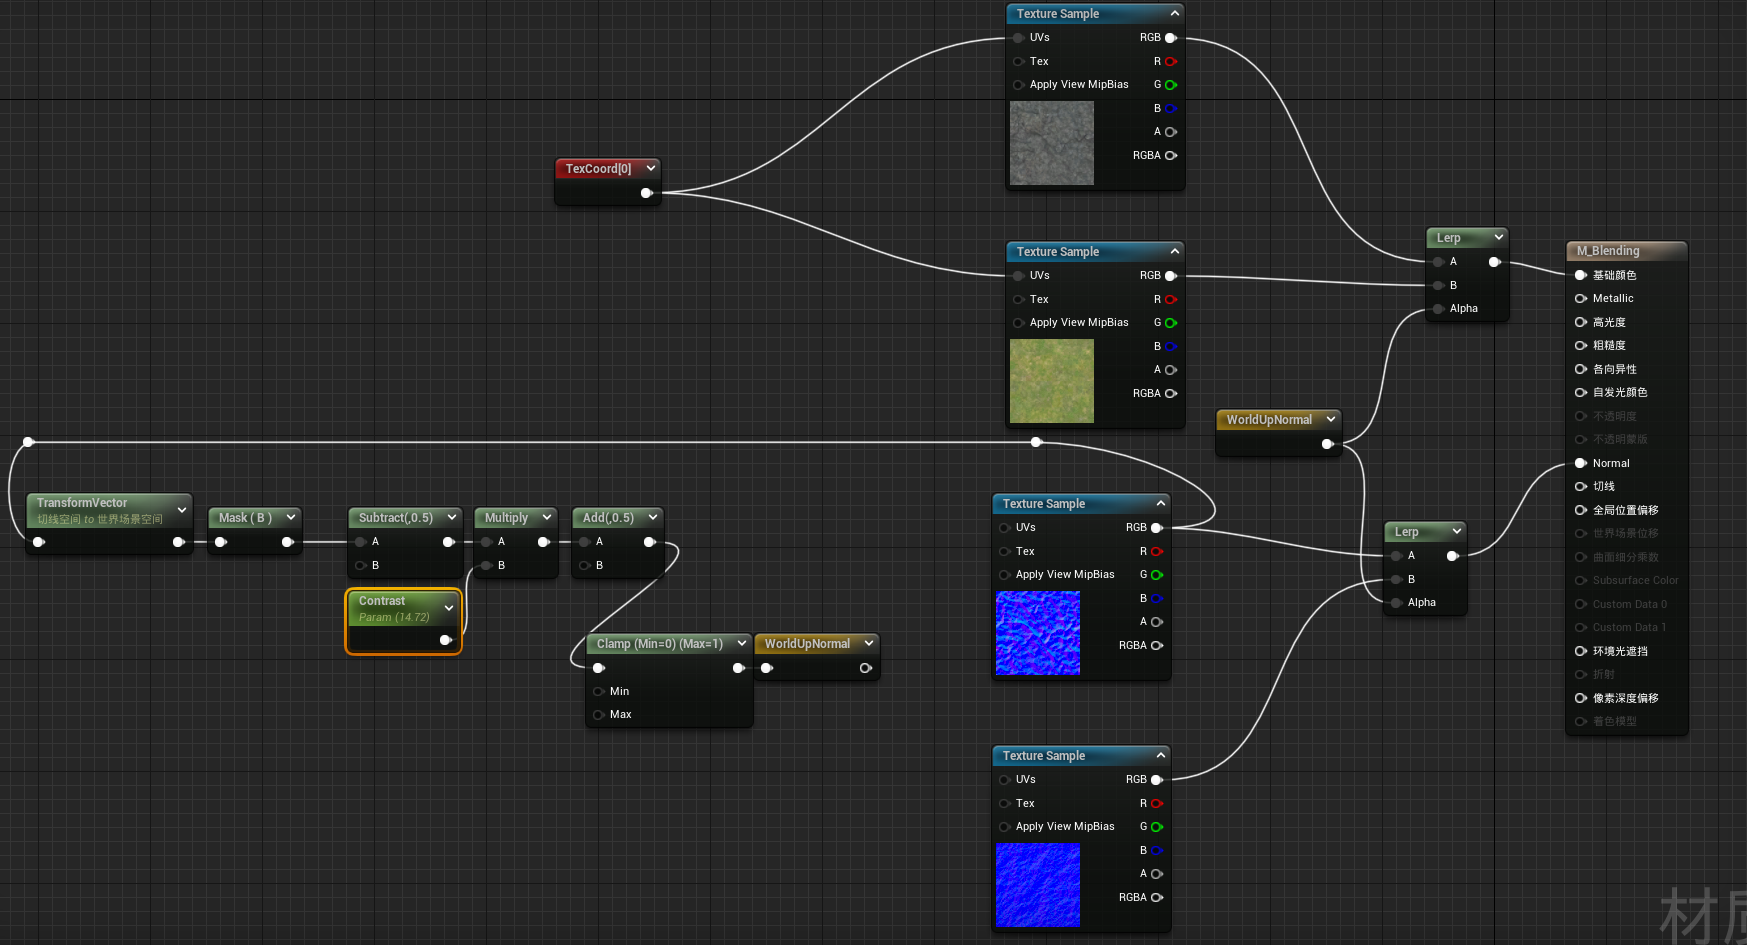 Texture Sample
UVs
RGB
Tex
R
Apply View MipBias
G
B
A
RGBA
TexCoord[0]
Texture Sample
UVs
RGB
Tex
R
Apply View MipBias
G
B
A
RGBA
Lerp
A
B
Alpha
WorldUpNormal
TransformVector
切线空间 to 世界场景空间
Mask ( B )
Subtract(,0.5)
A
B
Multiply
A
B
Add(,0.5)
A
B
Contrast
Param (14.72)
Clamp (Min=0) (Max=1)
Min
Max
WorldUpNormal
Texture Sample
UVs
RGB
Tex
R
Apply View MipBias
G
B
A
RGBA
Texture Sample
UVs
RGB
Tex
R
Apply View MipBias
G
B
A
RGBA
Lerp
A
B
Alpha
M_Blending
基础颜色
Metallic
高光度
粗糙度
各向异性
自发光颜色
不透明度
不透明蒙版
Normal
切线
全局位置偏移
世界场景位移
曲面细分乘数
Subsurface Color
Custom Data 0
Custom Data 1
环境光遮挡
折射
像素深度偏移
着色模型
材质